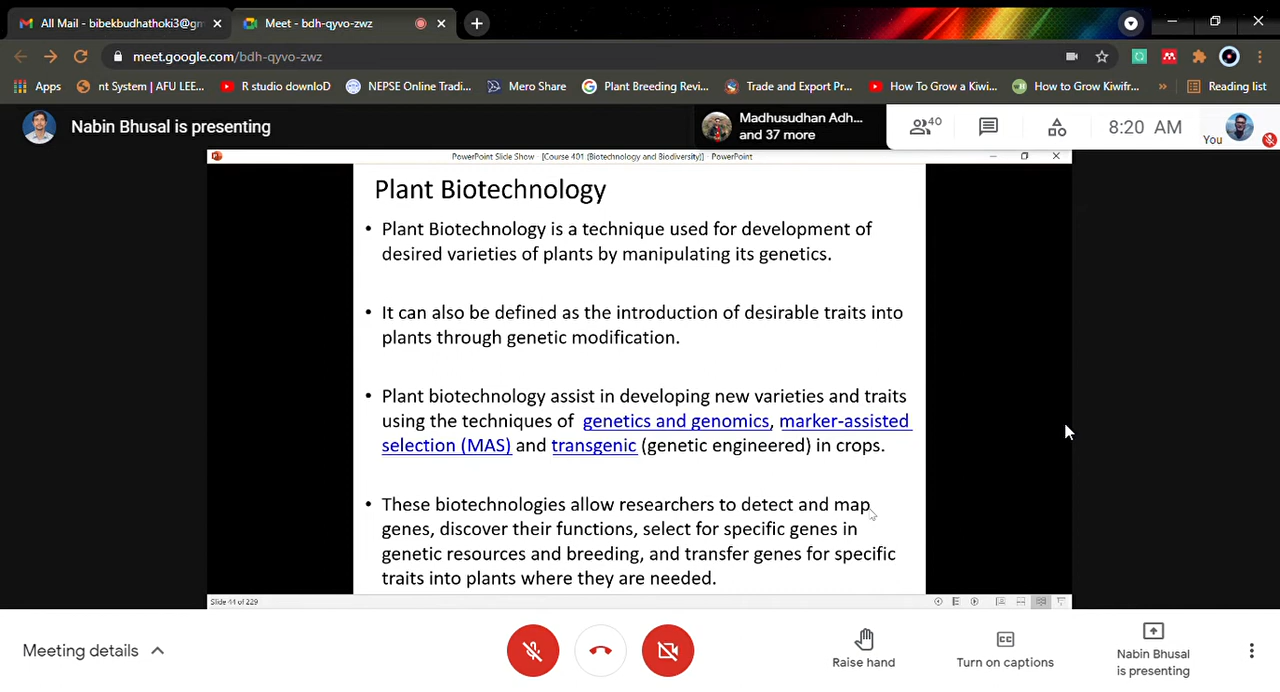 All Mail - bibekbudhathoki3@gm
Meet - bdh-qyvo-zwz
meet.google.com/bdh-qyvo-zwz
Apps
nt System | AFU LEE...
R studio downloD
NEPSE Online Tradi...
Mero Share
Plant Breeding Revi...
Trade and Export Pr...
How To Grow a Kiwi...
How to Grow Kiwifr...
»
Reading list
Nabin Bhusal is presenting
Madhusudhan Adh...
and 37 more
40
8:20 AM
You
PowerPoint Slide Show - [Course 401 (Biotechnology and Biodiversity)] - PowerPoint
Plant Biotechnology
• Plant Biotechnology is a technique used for development of
desired varieties of plants by manipulating its genetics.
• It can also be defined as the introduction of desirable traits into
plants through genetic modification.
• Plant biotechnology assist in developing new varieties and traits
using the techniques of genetics and genomics, marker-assisted
selection (MAS) and transgenic (genetic engineered) in crops.
• These biotechnologies allow researchers to detect and map
genes, discover their functions, select for specific genes in
genetic resources and breeding, and transfer genes for specific
traits into plants where they are needed.
Slide 44 of 229
Meeting details
Raise hand
CC
Turn on captions
Nabin Bhusal
is presenting